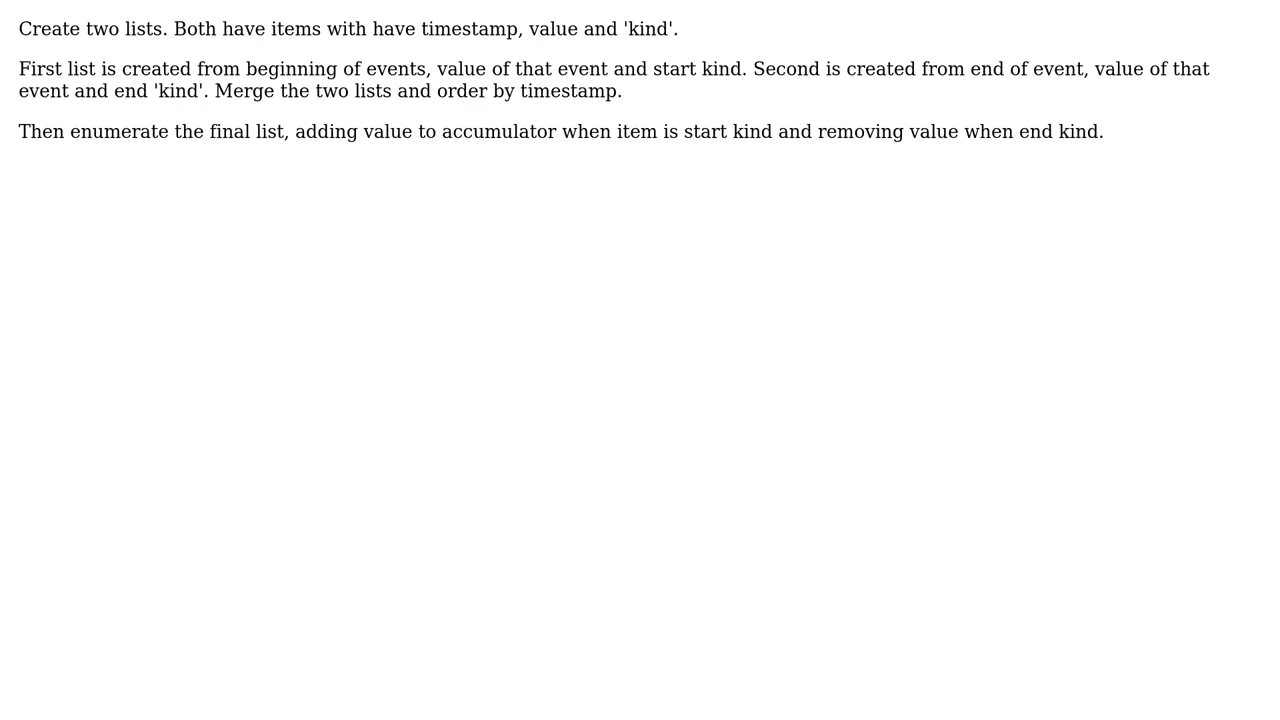 Create two lists. Both have items with have timestamp, value and 'kind'.
First list is created from beginning of events, value of that event and start kind. Second is created from end of event, value of that
event and end 'kind'. Merge the two lists and order by timestamp.
Then enumerate the final list, adding value to accumulator when item is start kind and removing value when end kind.